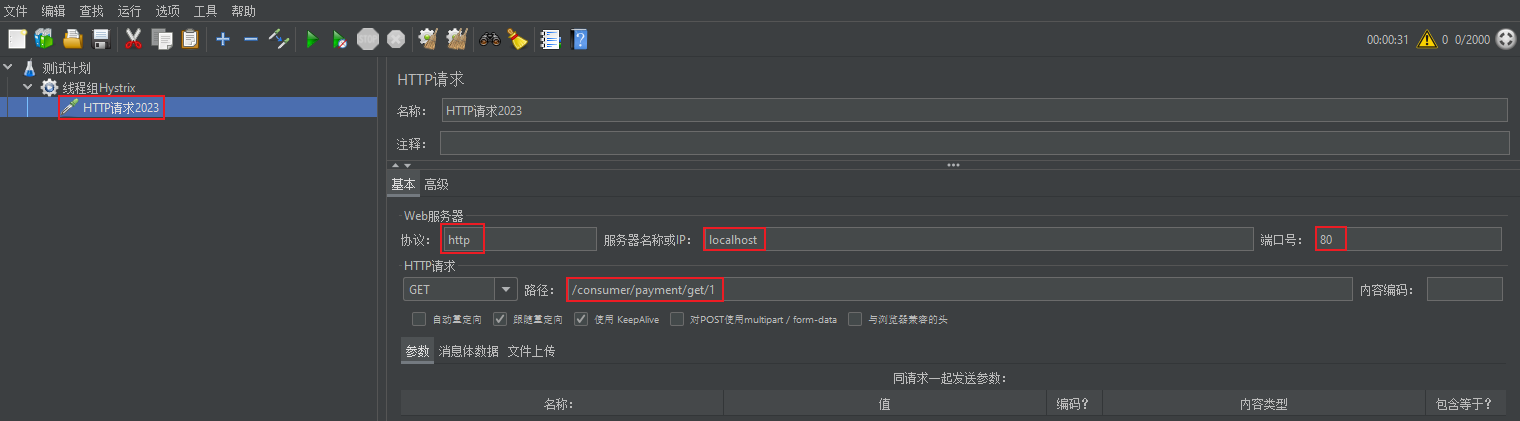 文件 编辑 查找 运行 选项 工具 帮助
STOP 00:00:31 0 0/2000
测试计划
线程组Hystrix
HTTP请求2023
HTTP请求
名称: HTTP请求2023
注释:
基本 高级
Web服务器
协议: http 服务器名称或IP: localhost 端口号: 80
HTTP请求
GET 路径: /consumer/payment/get/1 内容编码:
自动重定向 跟随重定向 使用 KeepAlive 对POST使用multipart / form-data 与浏览器兼容的头
参数 消息体数据 文件上传
同请求一起发送参数:
名称: 值 编码? 内容类型 包含等于?